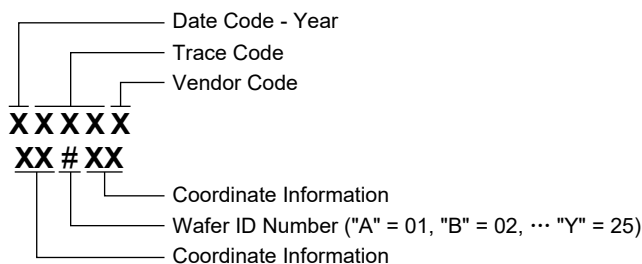 Date Code - Year
Trace Code
Vendor Code
XXXXX
XX # XX
Coordinate Information
Wafer ID Number ("A" = 01, "B" = 02, ··· "Y" = 25)
Coordinate Information